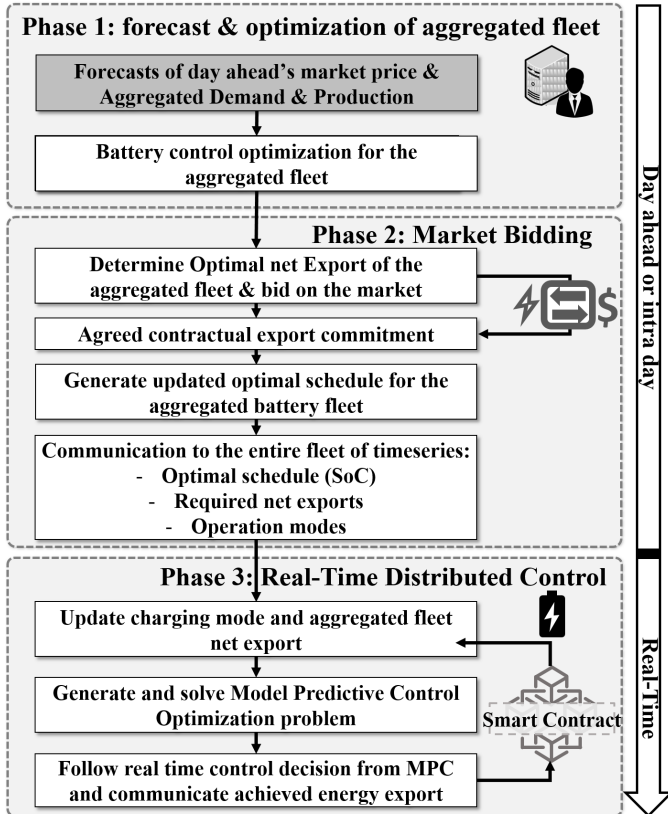 Phase 1: forecast & optimization of aggregated fleet
Forecasts of day ahead's market price &
Aggregated Demand & Production
Battery control optimization for the
aggregated fleet
Phase 2: Market Bidding
Determine Optimal net Export of the
aggregated fleet & bid on the market
$
Agreed contractual export commitment
Generate updated optimal schedule for the
aggregated battery fleet
Communication to the entire fleet of timeseries:
- Optimal schedule (SoC)
- Required net exports
- Operation modes
Day ahead or intra day
Phase 3: Real-Time Distributed Control
Update charging mode and aggregated fleet
net export
Generate and solve Model Predictive Control
Optimization problem
Smart Contract
Follow real time control decision from MPC
and communicate achieved energy export
Real-Time